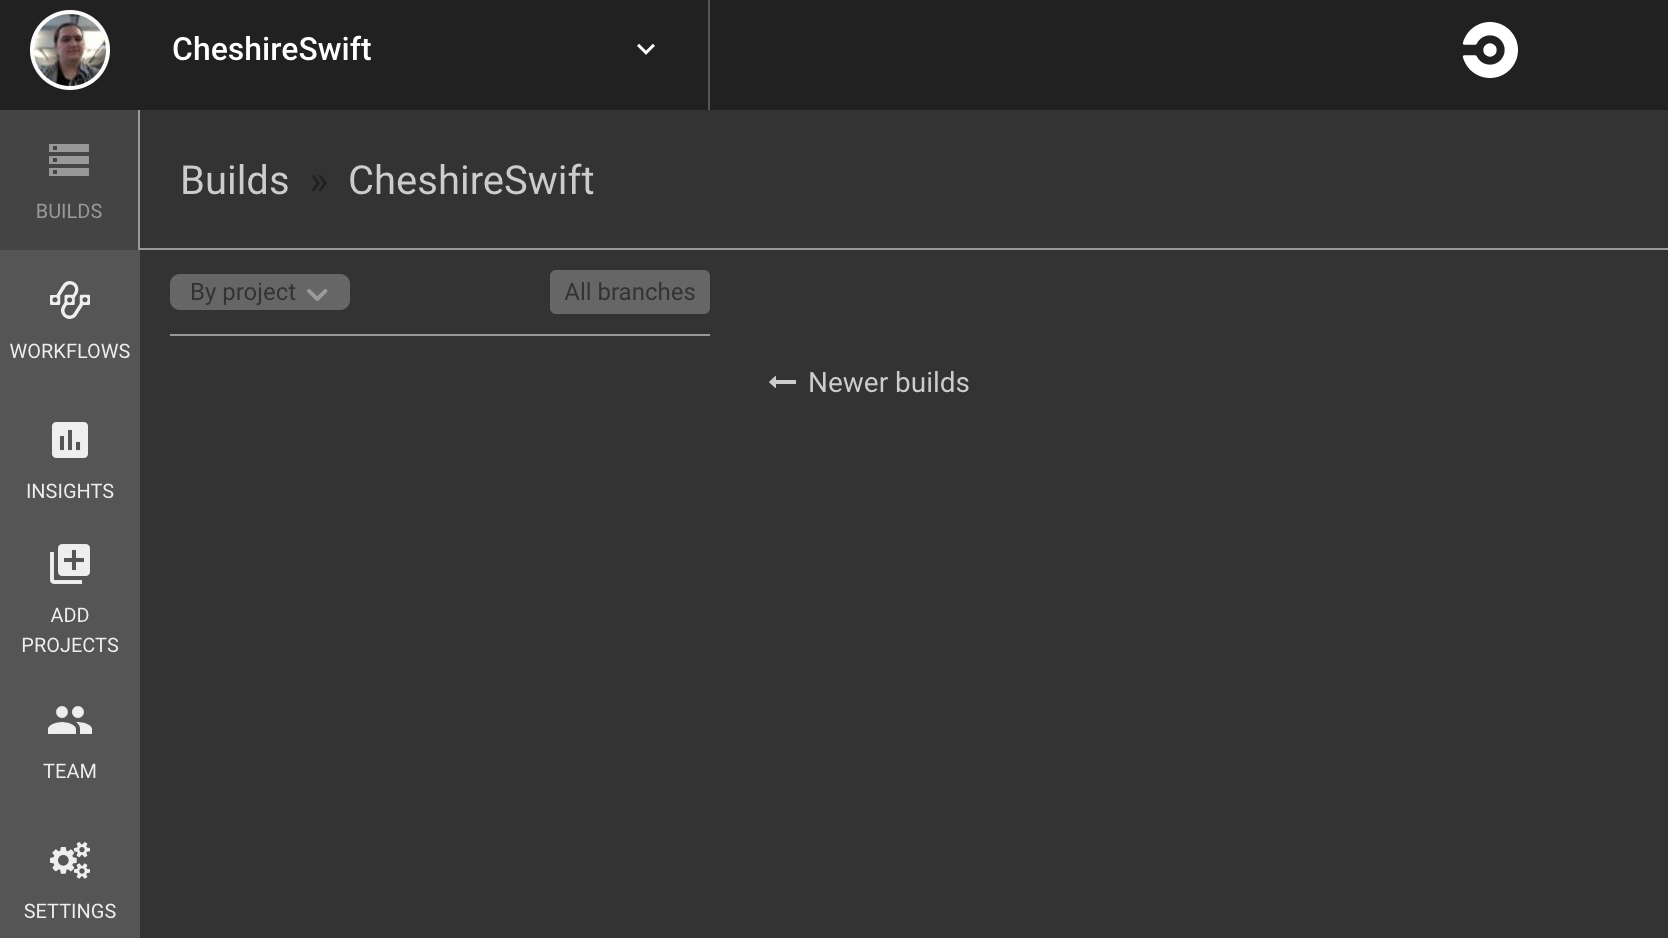 CheshireSwift
BUILDS
Builds » CheshireSwift
By project
All branches
Newer builds
WORKFLOWS
INSIGHTS
ADD
PROJECTS
TEAM
SETTINGS